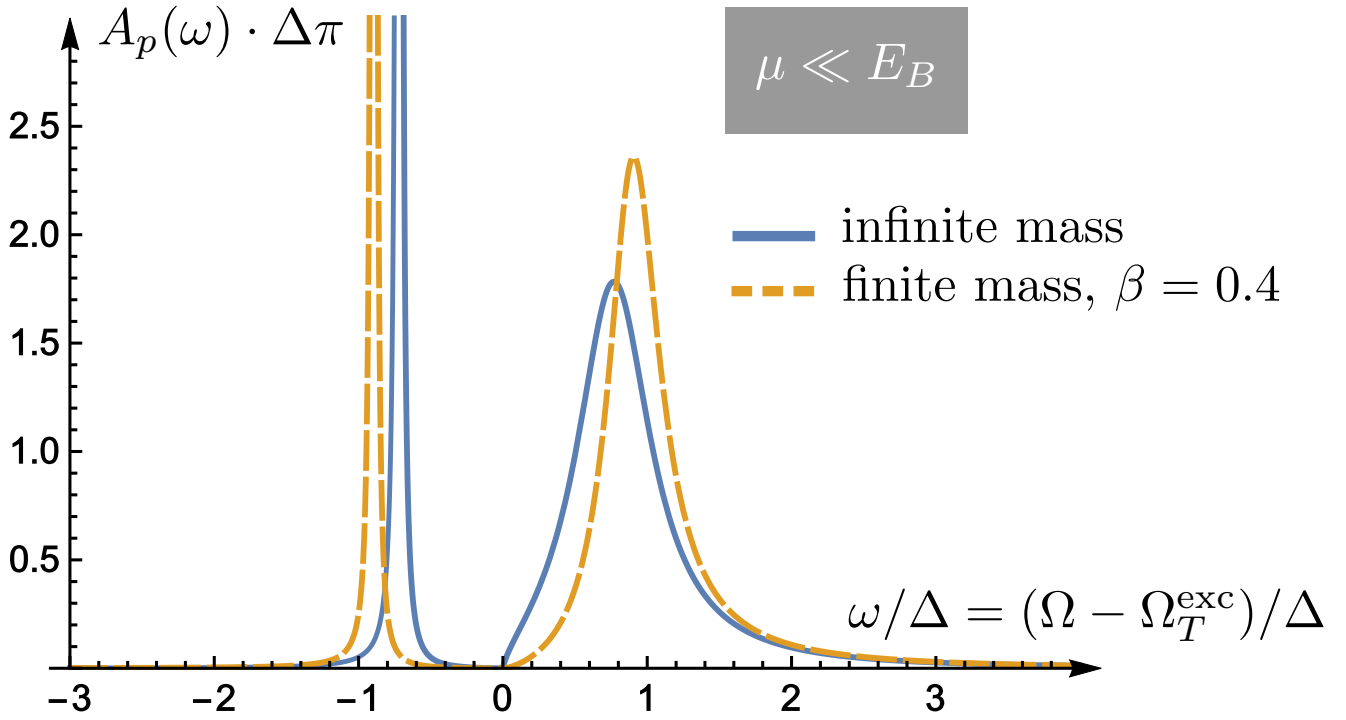 A_p(ω) · Δπ
μ ≪ E_B
2.5
2.0
1.5
1.0
0.5
infinite mass
finite mass, β = 0.4
ω/Δ = (Ω − Ω_T^exc)/Δ
−3 −2 −1 0 1 2 3